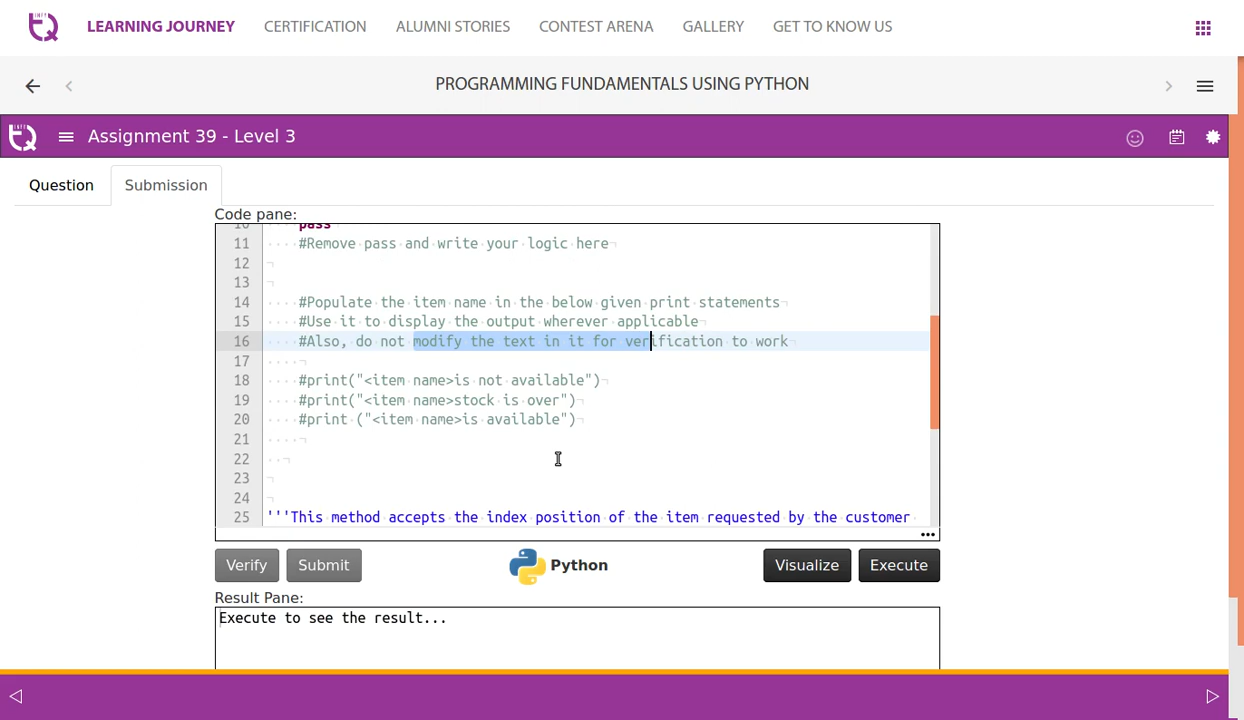 LEARNING JOURNEY CERTIFICATION ALUMNI STORIES CONTEST ARENA GALLERY GET TO KNOW US
PROGRAMMING FUNDAMENTALS USING PYTHON
Assignment 39 - Level 3
Question Submission
Code pane:
10 pass
11 #Remove pass and write your logic here
12
13
14 #Populate the item name in the below given print statements
15 #Use it to display the output wherever applicable
16 #Also, do not modify the text in it for verification to work
17
18 #print("<item name>is not available")
19 #print("<item name>stock is over")
20 #print ("<item name>is available")
21
22
23
24
25 '''This method accepts the index position of the item requested by the customer
Verify Submit Python Visualize Execute
Result Pane:
Execute to see the result...